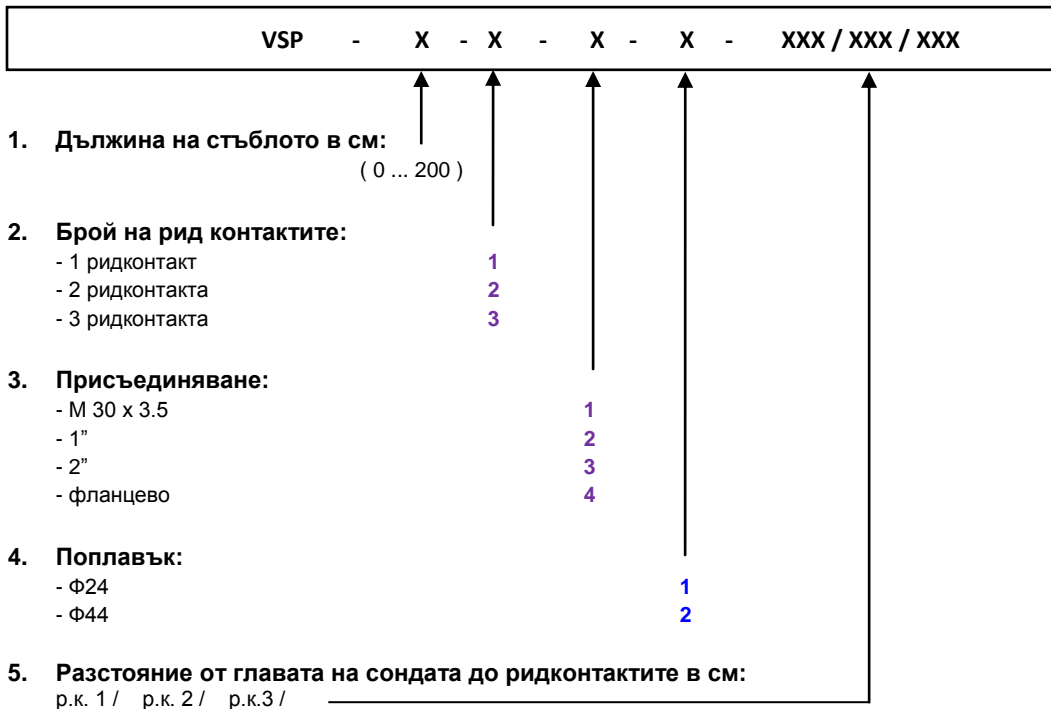 VSP - X - X - X - X - XXX / XXX / XXX
1. Дължина на стъблото в см:
( 0 ... 200 )
2. Брой на рид контактите:
- 1 ридконтакт 1
- 2 ридконтакта 2
- 3 ридконтакта 3
3. Присъединяване:
- М 30 х 3.5 1
- 1” 2
- 2” 3
- фланцево 4
4. Поплавък:
- Ф24 1
- Ф44 2
5. Разстояние от главата на сондата до ридконтактите в см:
р.к. 1 / р.к. 2 / р.к.3 /